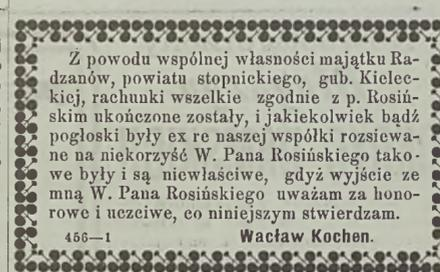 Z powodu wspólnej własności majątku Ra-
dzanów, powiatu stopnickiego, gub. Kielec-
kiej, rachunki wszelkie zgodnie z p. Rosiń-
skim ukończone zostały, i jakiekolwiek bądź
pogłoski były ex re naszej współki rozsiewa-
ne na niekorzyść W. Pana Rosińskiego tako-
we były i są niewłaściwe, gdyż wyjście ze
mną W. Pana Rosińskiego uważam za hono-
rowe i uczciwe, co niniejszym stwierdzam.
456—1 Wacław Kochen.